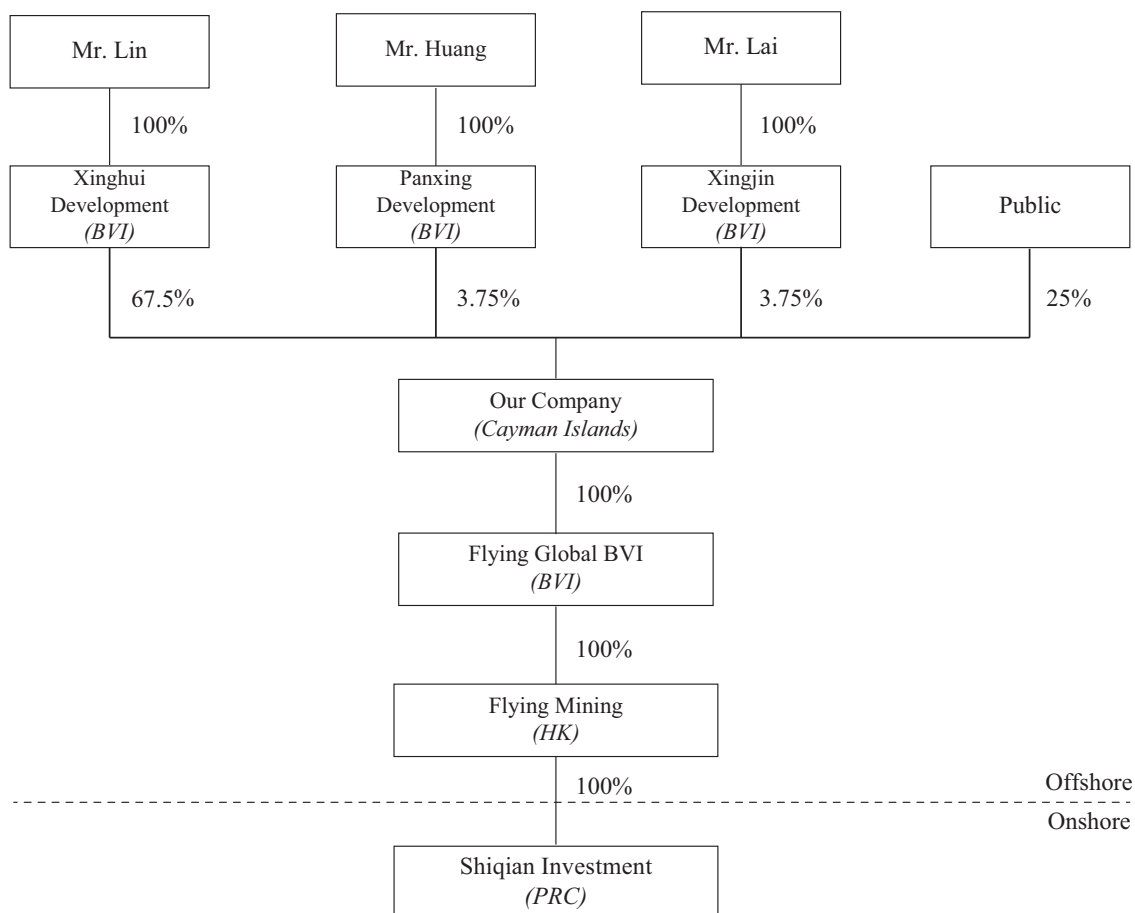 Mr. Lin
Mr. Huang
Mr. Lai
100%
100%
100%
Xinghui
Development
(BVI)
Panxing
Development
(BVI)
Xingjin
Development
(BVI)
Public
67.5%
3.75%
3.75%
25%
Our Company
(Cayman Islands)
100%
Flying Global BVI
(BVI)
100%
Flying Mining
(HK)
100%
Offshore
Onshore
Shiqian Investment
(PRC)